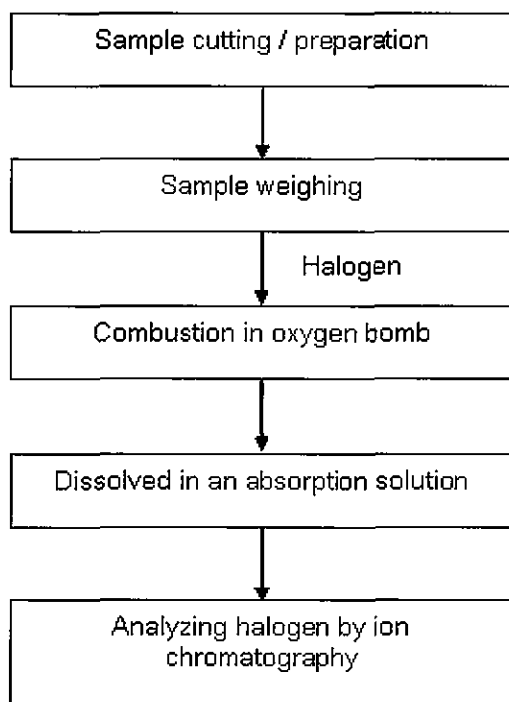 Sample cutting / preparation
Sample weighing
Halogen
Combustion in oxygen bomb
Dissolved in an absorption solution
Analyzing halogen by ion
chromatography